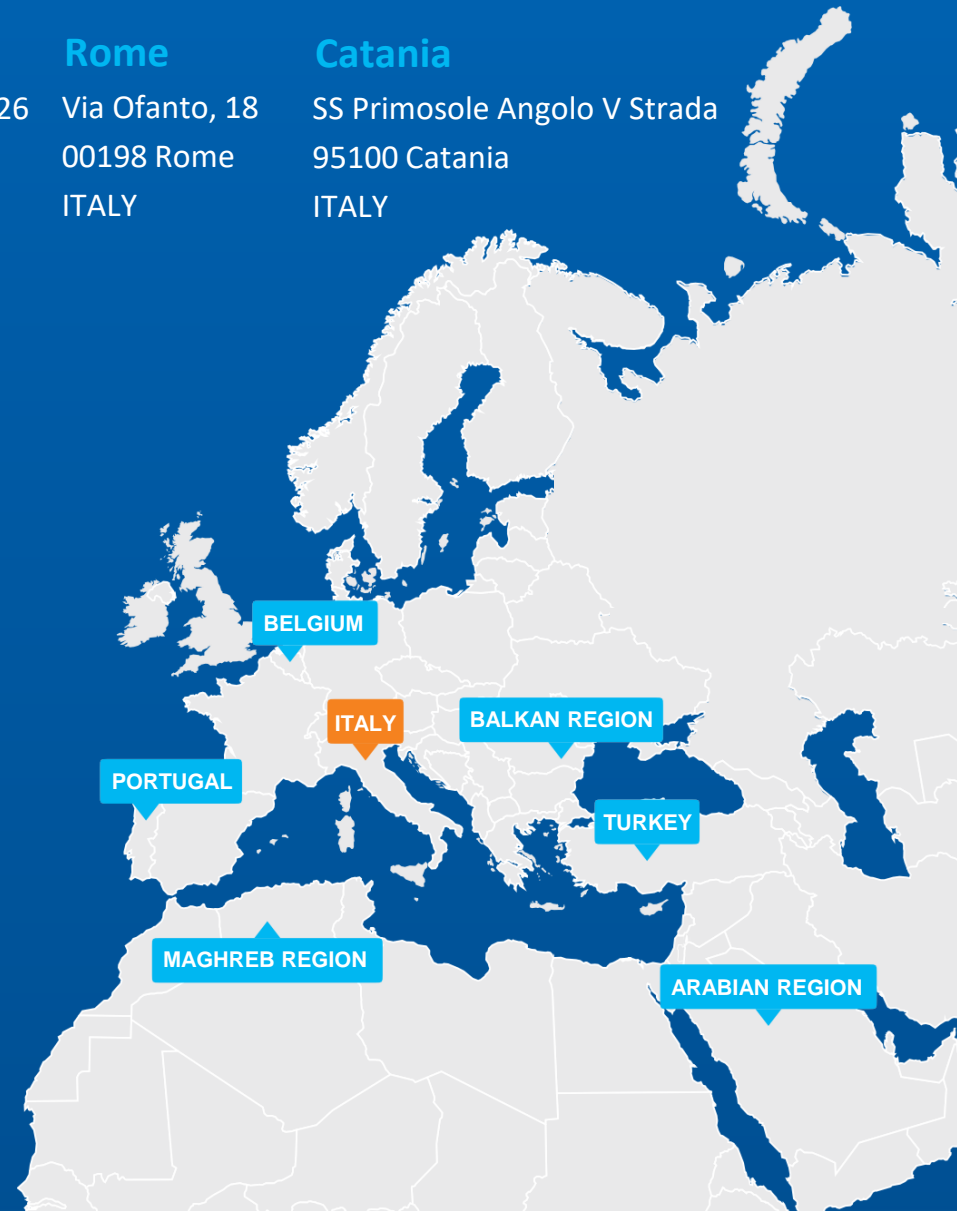 Rome
Via Ofanto, 18
00198 Rome
ITALY
Catania
SS Primosole Angolo V Strada
95100 Catania
ITALY
26
BELGIUM
ITALY
BALKAN REGION
PORTUGAL
TURKEY
MAGHREB REGION
ARABIAN REGION